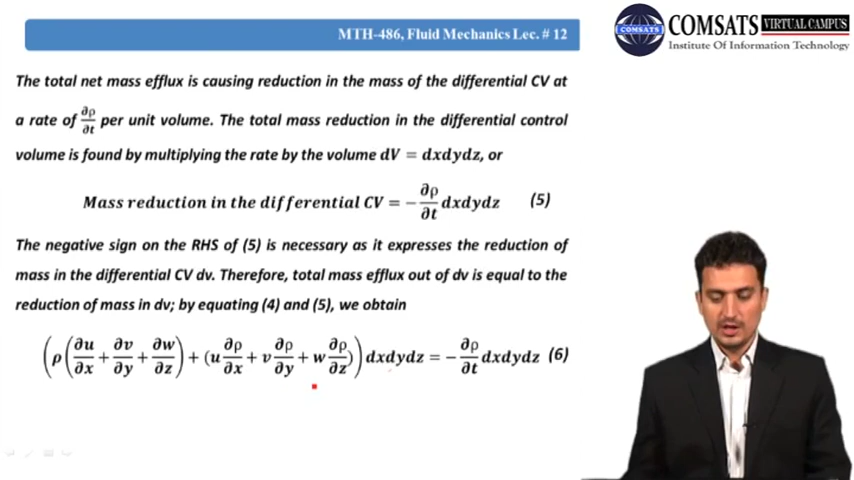 MTH-486, Fluid Mechanics Lec. # 12
COMSATS VIRTUAL CAMPUS
Institute Of Information Technology
COMSATS
The total net mass efflux is causing reduction in the mass of the differential CV at
a rate of ∂ρ/∂t per unit volume. The total mass reduction in the differential control
volume is found by multiplying the rate by the volume dV = dxdydz, or
Mass reduction in the differential CV = −∂ρ/∂t dxdydz (5)
The negative sign on the RHS of (5) is necessary as it expresses the reduction of
mass in the differential CV dv. Therefore, total mass efflux out of dv is equal to the
reduction of mass in dv; by equating (4) and (5), we obtain
(ρ(∂u/∂x + ∂v/∂y + ∂w/∂z) + (u ∂ρ/∂x + v ∂ρ/∂y + w ∂ρ/∂z)) dxdydz = −∂ρ/∂t dxdydz (6)